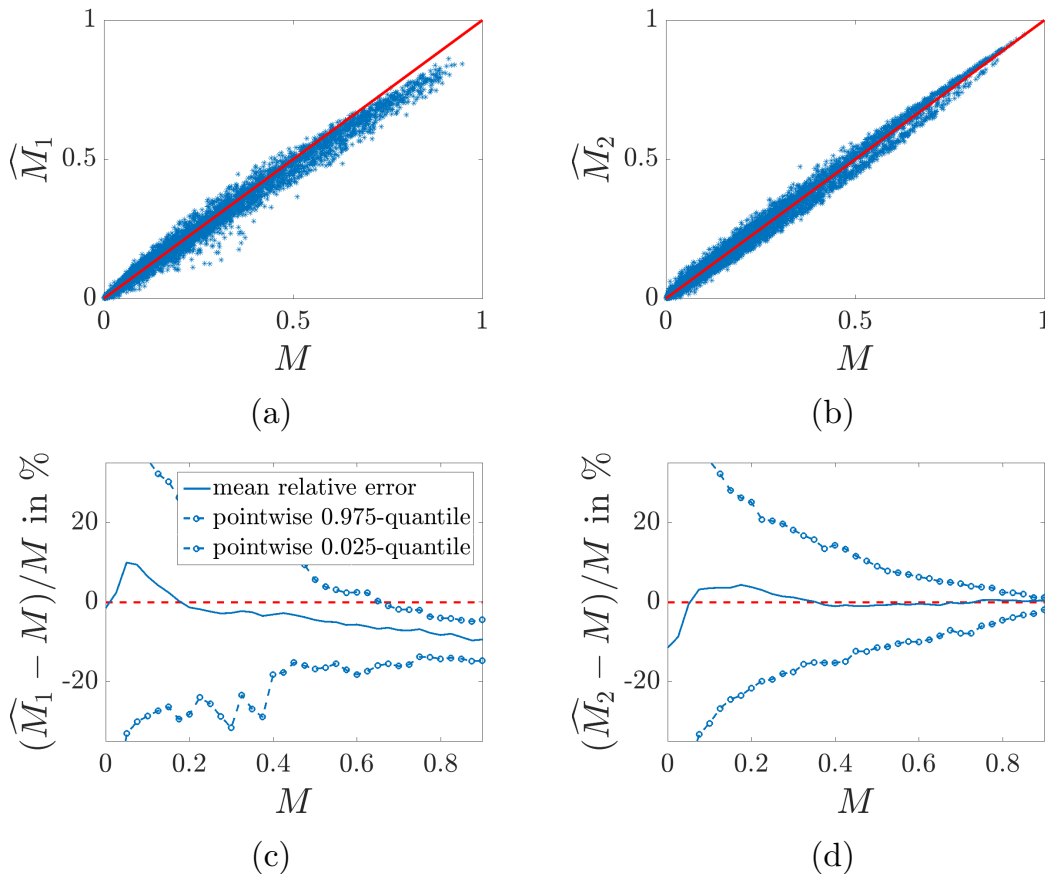 1
0.5
0
0 0.5 1
M̂₁
M
(a)
1
0.5
0
0 0.5 1
M̂₂
M
(b)
20
0
-20
0 0.2 0.4 0.6 0.8
(M̂₁ − M)/M in %
mean relative error
pointwise 0.975-quantile
pointwise 0.025-quantile
M
(c)
20
0
-20
0 0.2 0.4 0.6 0.8
(M̂₂ − M)/M in %
M
(d)